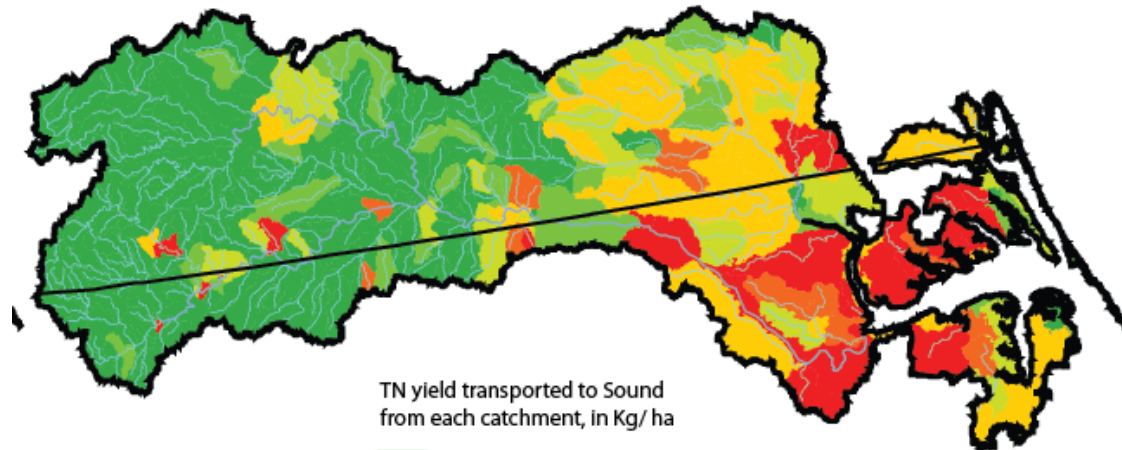 TN yield transported to Sound
from each catchment, in Kg/ ha